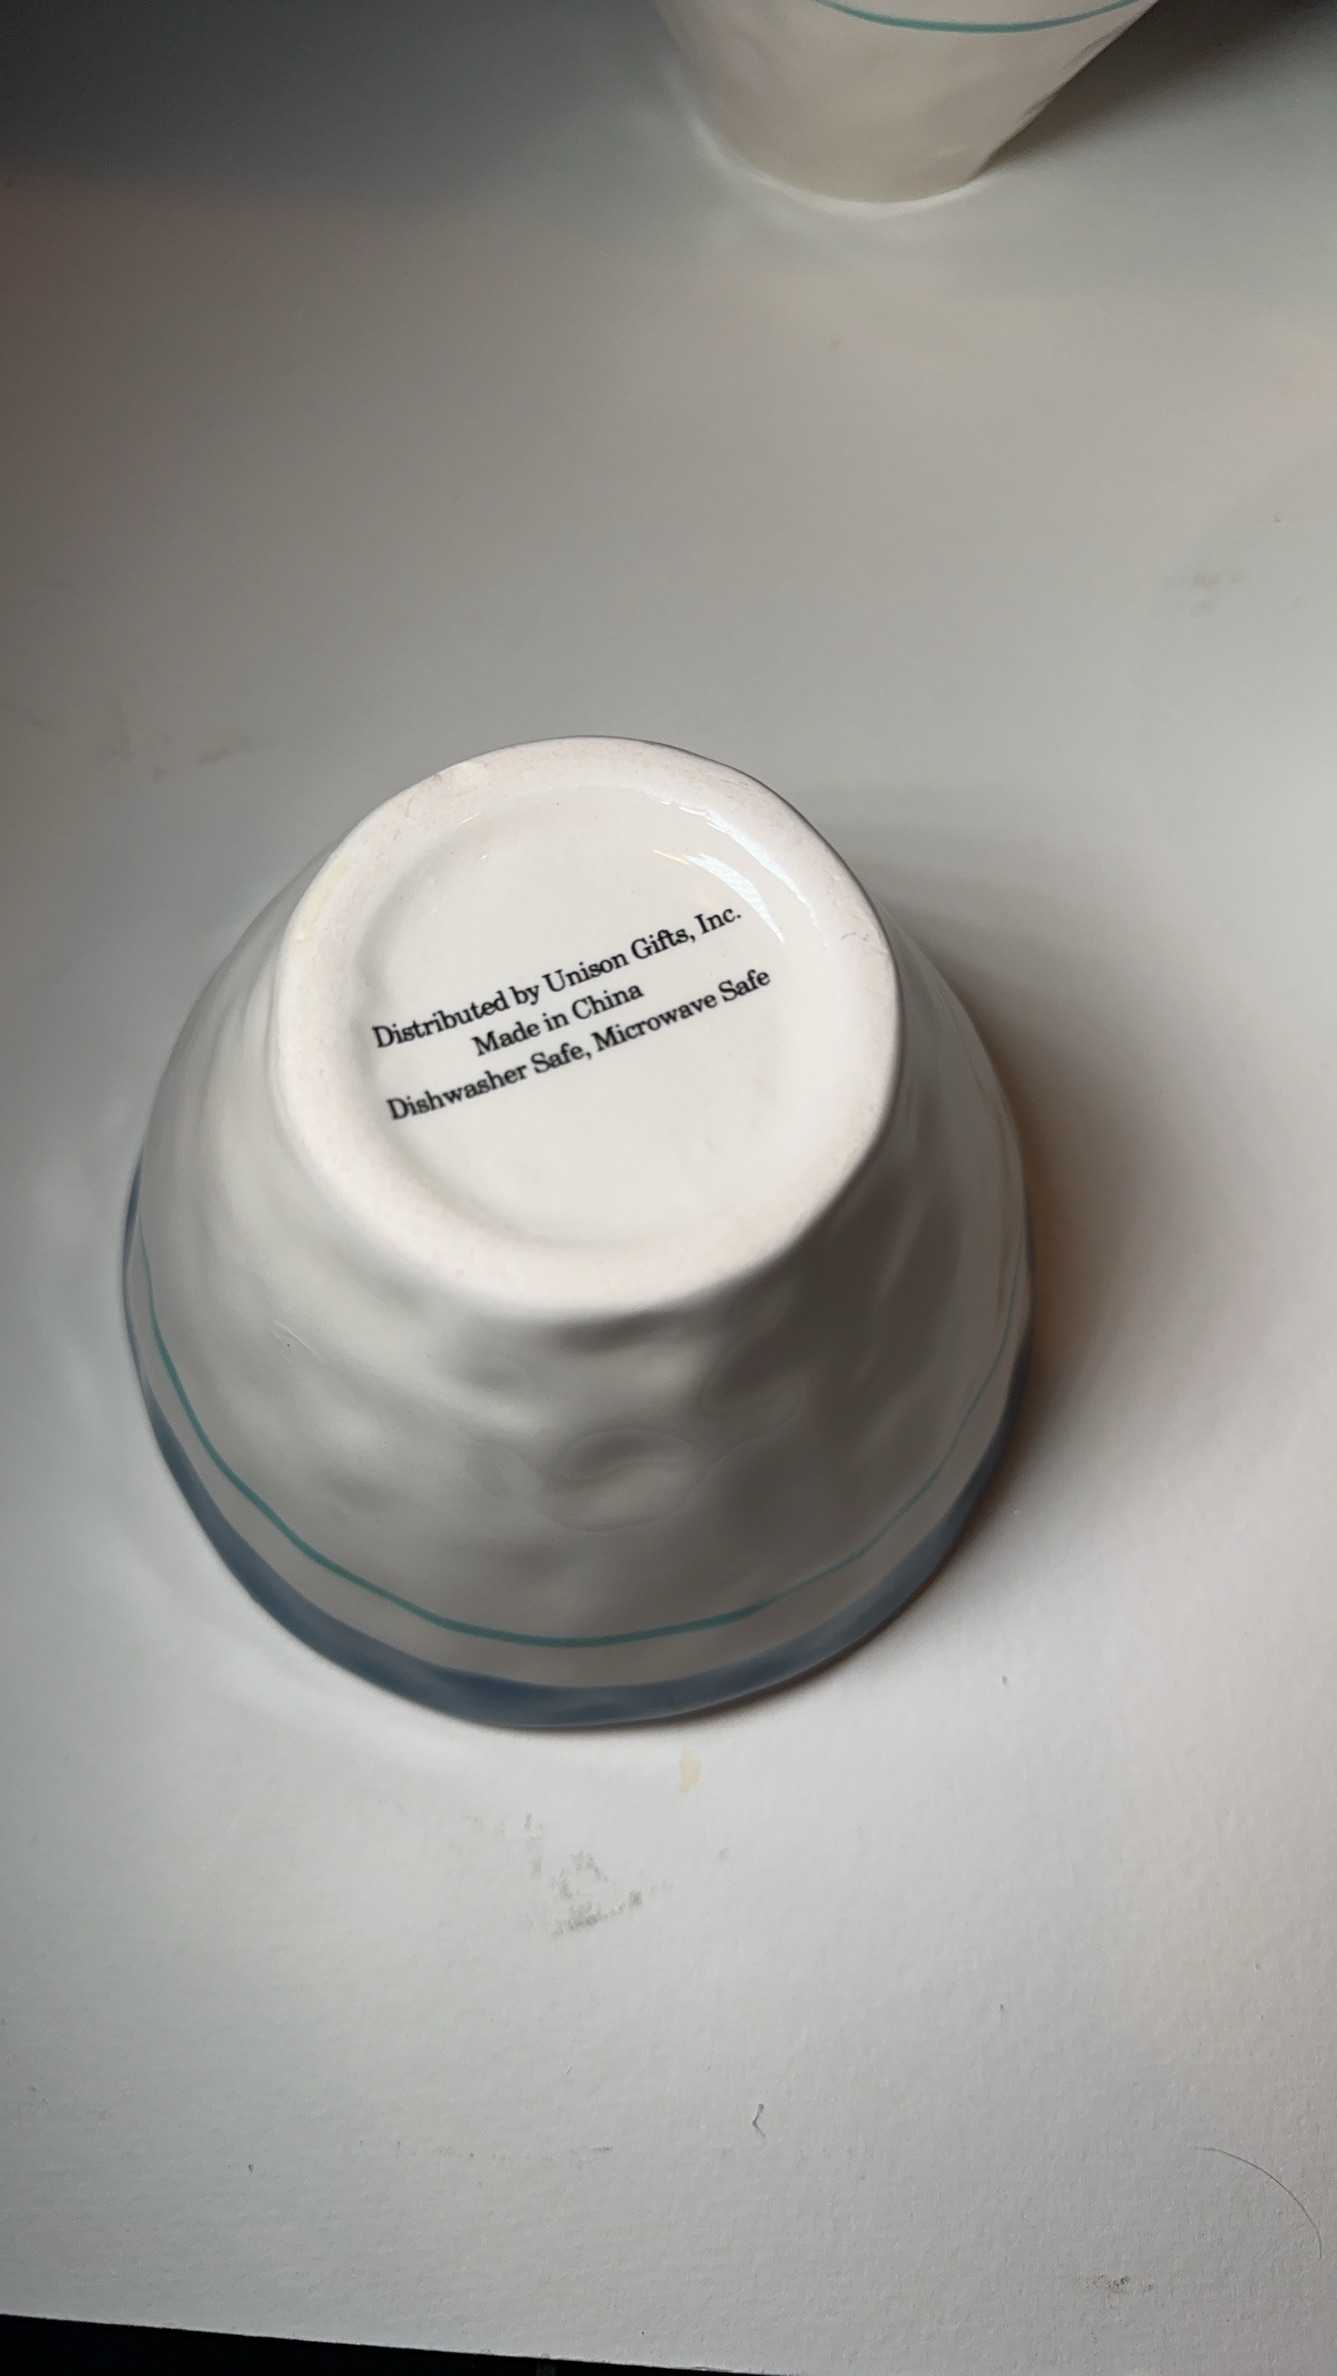 Distributed by Unison Gifts, Inc.
Made in China
Dishwasher Safe, Microwave Safe